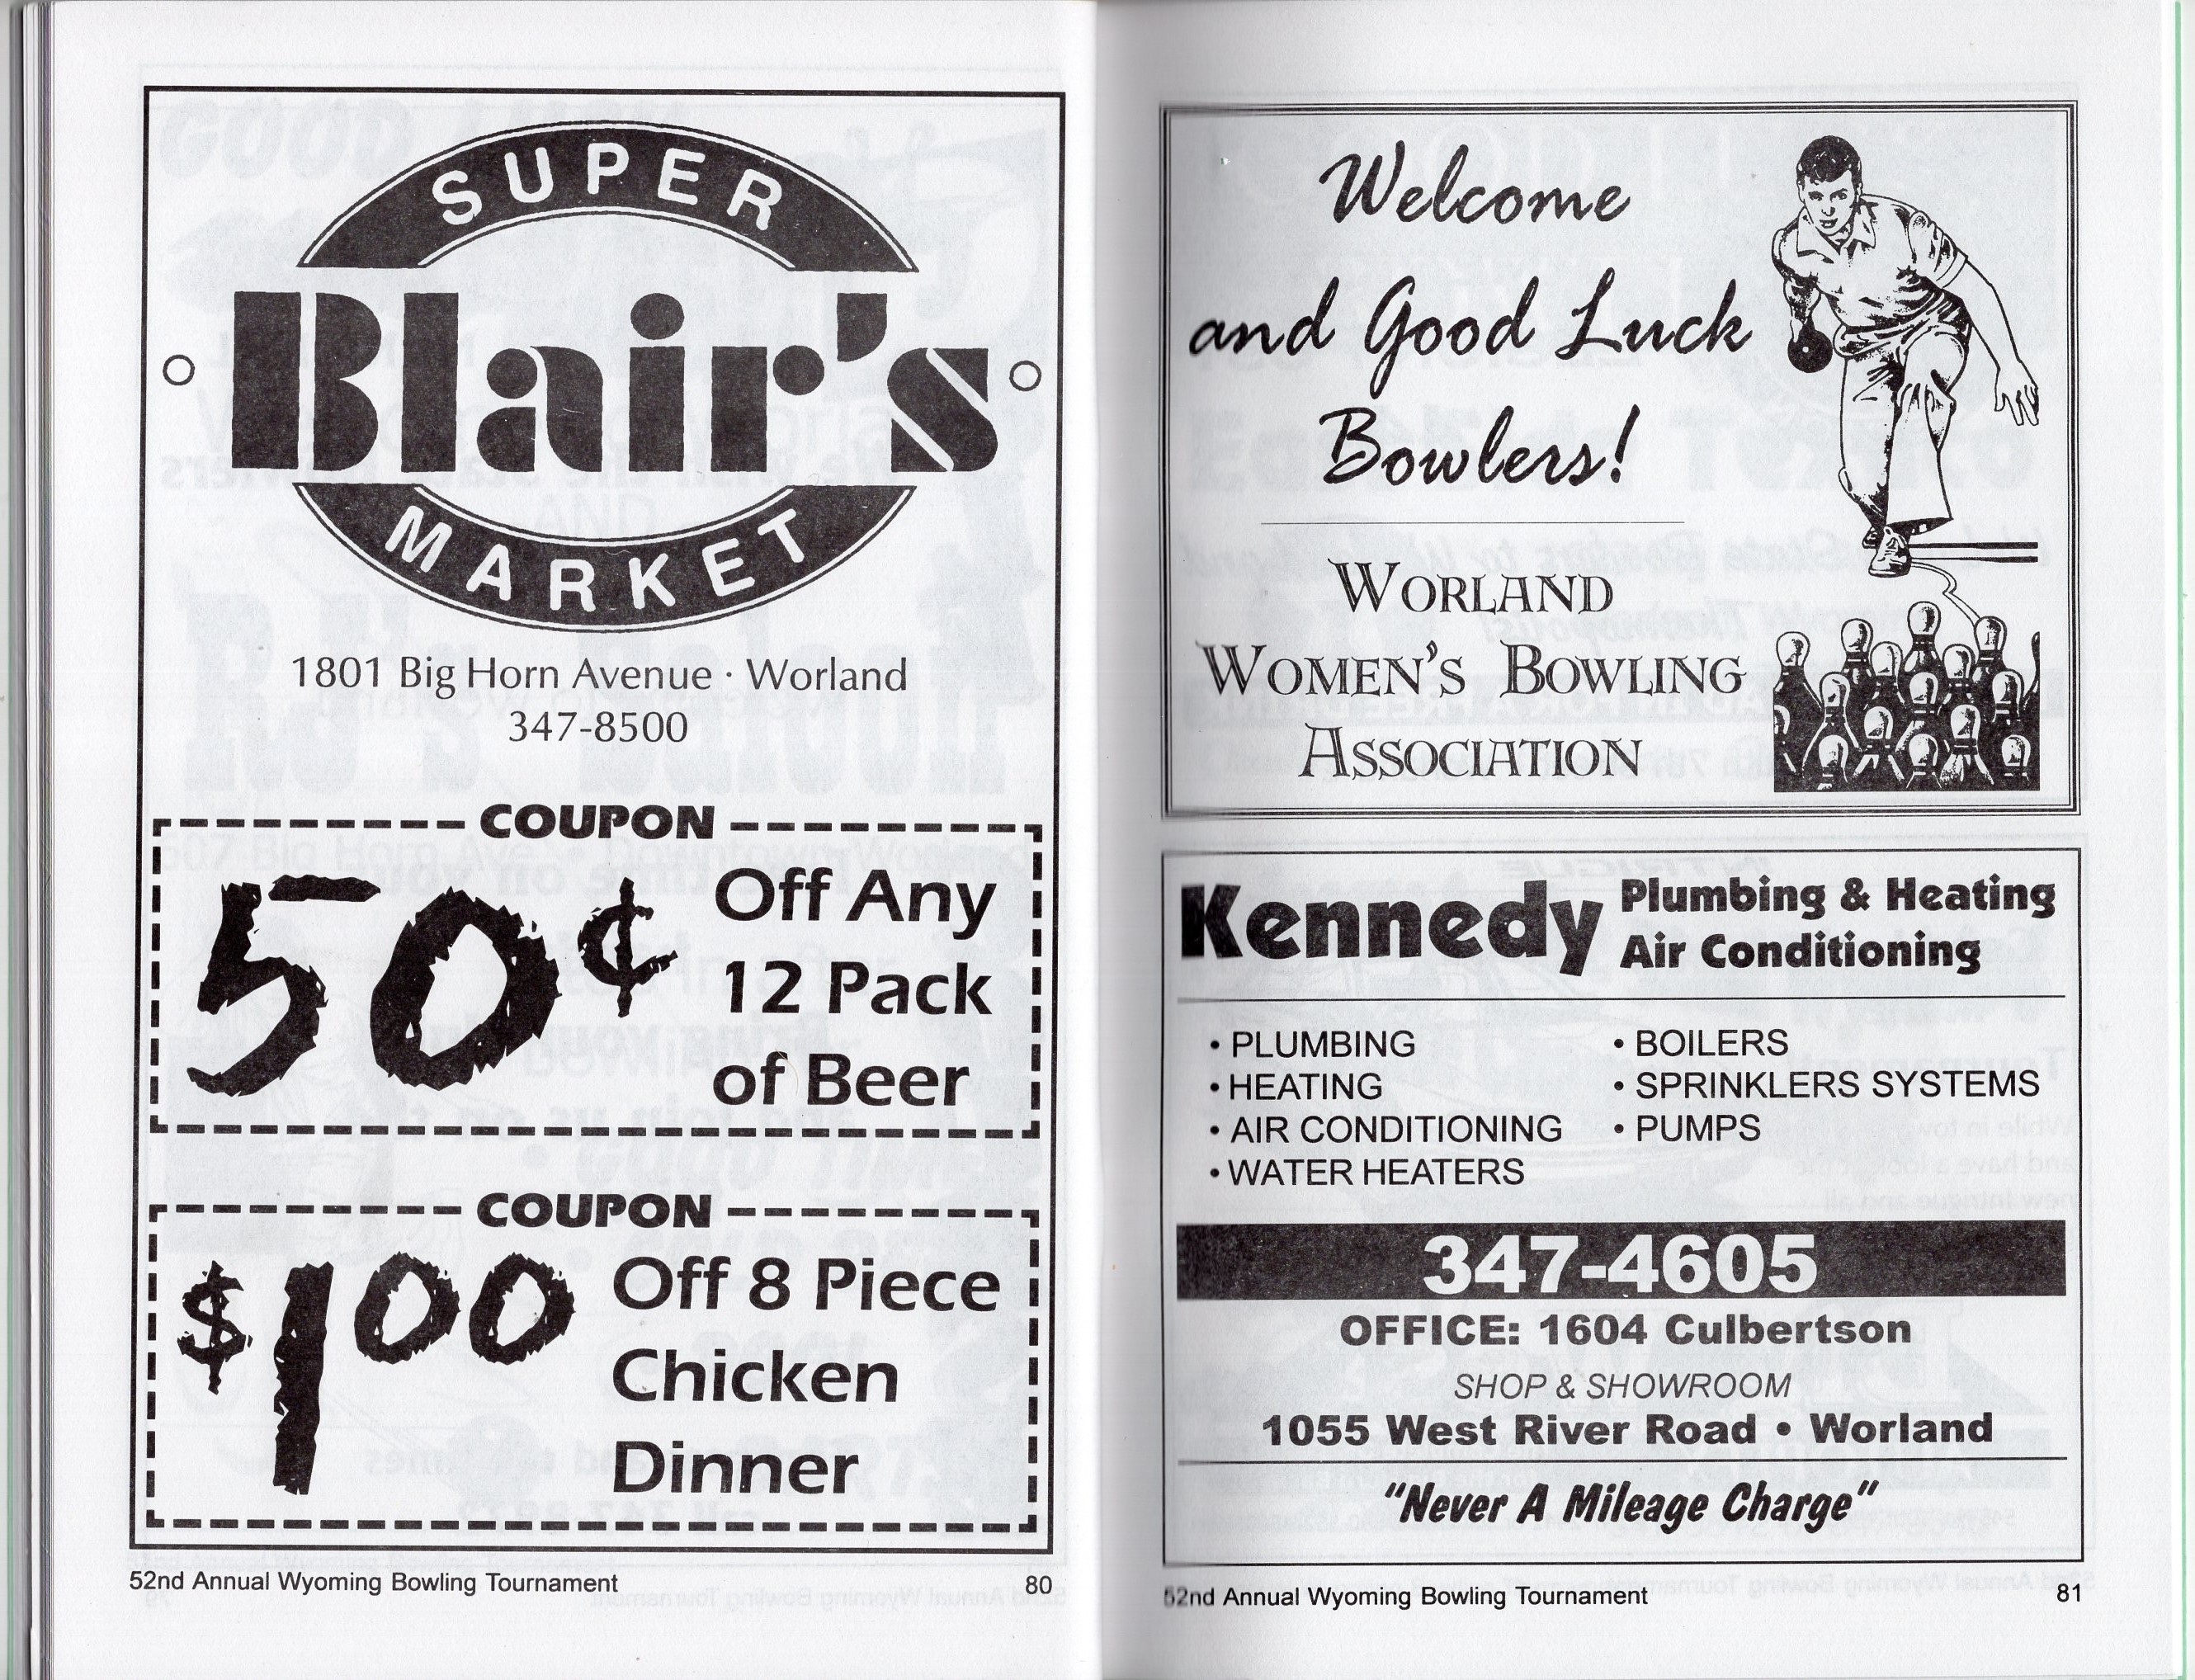 SUPER
Blair's
MARKET
1801 Big Horn Avenue · Worland
347-8500
COUPON
50¢
Off Any
12 Pack
of Beer
COUPON
$1 00
Off 8 Piece
Chicken
Dinner
52nd Annual Wyoming Bowling Tournament 80
Welcome
and Good Luck
Bowlers!
WORLAND
WOMEN'S BOWLING
ASSOCIATION
Kennedy
Plumbing & Heating
Air Conditioning
• PLUMBING
• HEATING
• AIR CONDITIONING
• WATER HEATERS
• BOILERS
• SPRINKLERS SYSTEMS
• PUMPS
347-4605
OFFICE: 1604 Culbertson
SHOP & SHOWROOM
1055 West River Road • Worland
"Never A Mileage Charge"
52nd Annual Wyoming Bowling Tournament 81